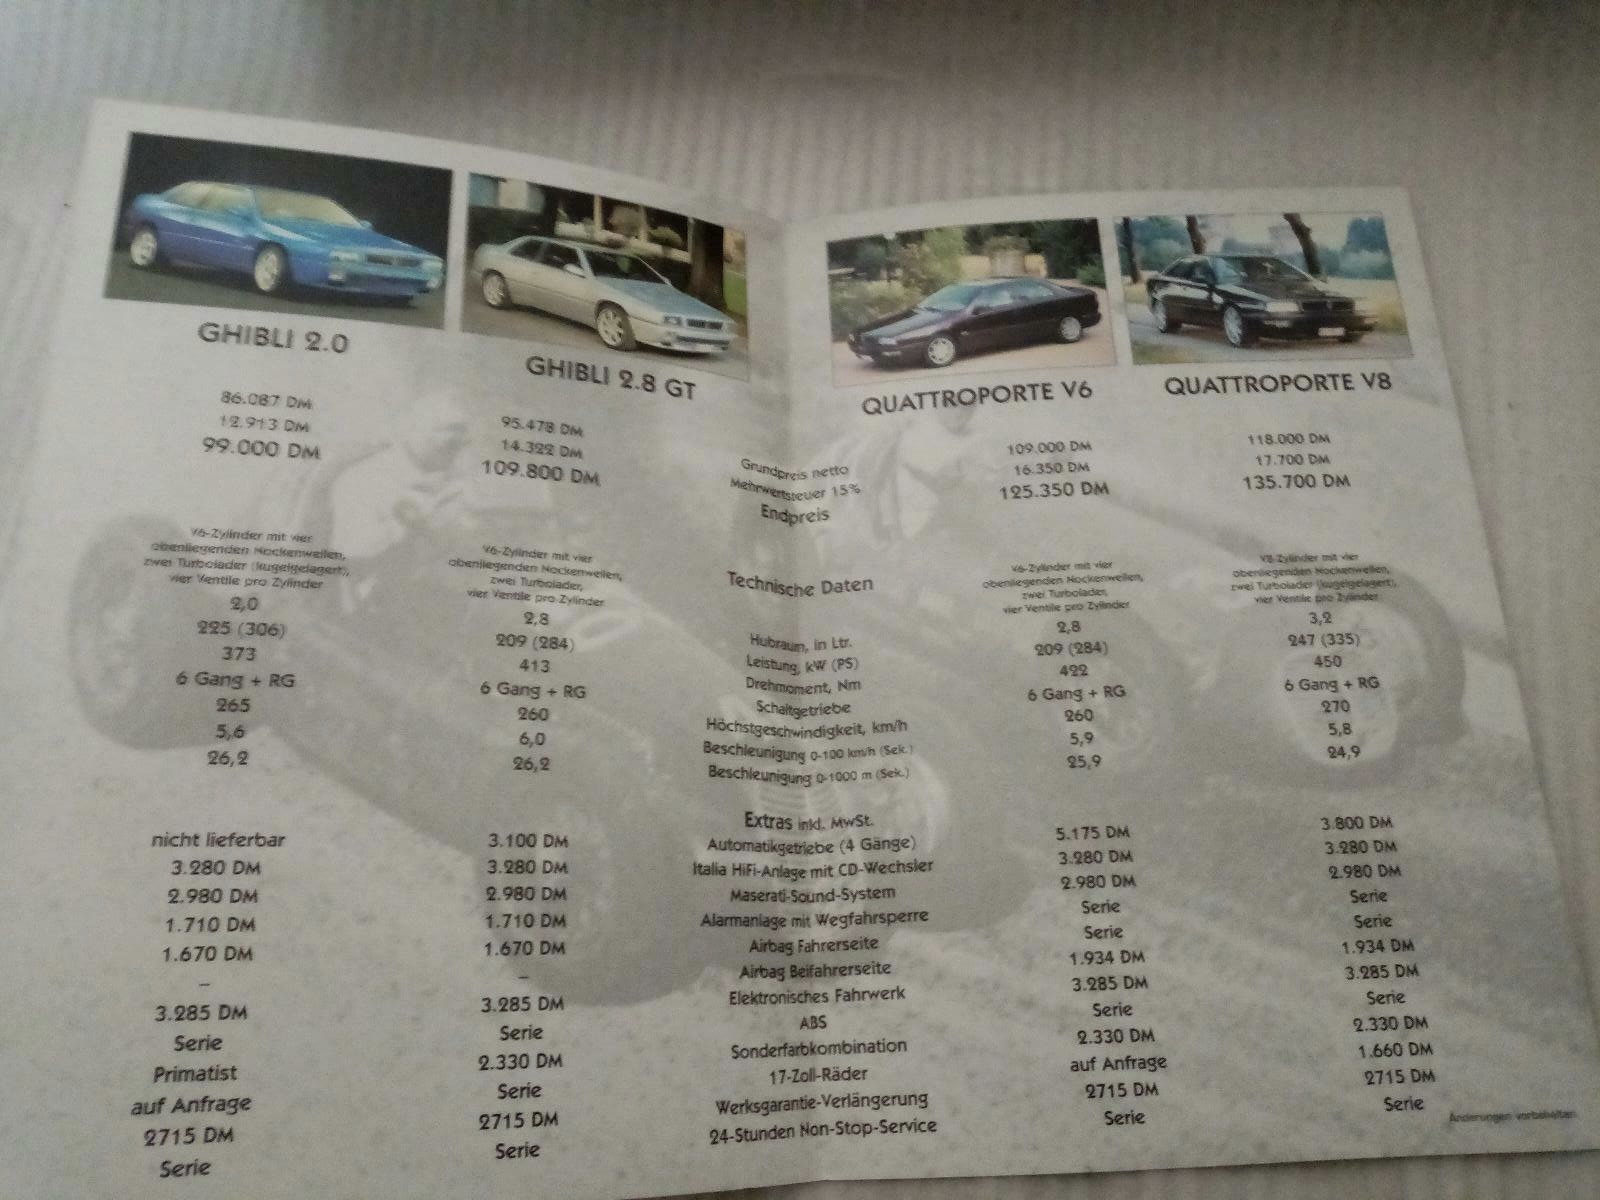 GHIBLI 2.0
86.087 DM
12.913 DM
99.000 DM
V6-Zylinder mit vier
obenliegenden Nockenwellen,
zwei Turbolader (kugelgelagert),
vier Ventile pro Zylinder
2,0
225 (306)
373
6 Gang + RG
265
5,6
26,2
nicht lieferbar
3.280 DM
2.980 DM
1.710 DM
1.670 DM
–
3.285 DM
Serie
Primatist
auf Anfrage
2715 DM
Serie
GHIBLI 2.8 GT
95.478 DM
14.322 DM
109.800 DM
V6-Zylinder mit vier
obenliegenden Nockenwellen,
zwei Turbolader,
vier Ventile pro Zylinder
2,8
209 (284)
413
6 Gang + RG
260
6,0
26,2
3.100 DM
3.280 DM
2.980 DM
1.710 DM
1.670 DM
–
3.285 DM
Serie
2.330 DM
Serie
2715 DM
Serie
Grundpreis netto
Mehrwertsteuer 15%
Endpreis
Technische Daten
Hubraum, in Ltr.
Leistung, kW (PS)
Drehmoment, Nm
Schaltgetriebe
Höchstgeschwindigkeit, km/h
Beschleunigung 0-100 km/h (Sek.)
Beschleunigung 0-1000 m (Sek.)
Extras inkl. MwSt.
Automatikgetriebe (4 Gänge)
Italia HiFi-Anlage mit CD-Wechsler
Maserati-Sound-System
Alarmanlage mit Wegfahrsperre
Airbag Fahrerseite
Airbag Beifahrerseite
Elektronisches Fahrwerk
ABS
Sonderfarbkombination
17-Zoll-Räder
Werksgarantie-Verlängerung
24-Stunden Non-Stop-Service
QUATTROPORTE V6
109.000 DM
16.350 DM
125.350 DM
V6-Zylinder mit vier
obenliegenden Nockenwellen,
zwei Turbolader,
vier Ventile pro Zylinder
2,8
209 (284)
422
6 Gang + RG
260
5,9
25,9
5.175 DM
3.280 DM
2.980 DM
Serie
Serie
1.934 DM
3.285 DM
Serie
2.330 DM
auf Anfrage
2715 DM
Serie
QUATTROPORTE V8
118.000 DM
17.700 DM
135.700 DM
V8-Zylinder mit vier
obenliegenden Nockenwellen,
zwei Turbolader (kugelgelagert),
vier Ventile pro Zylinder
3,2
247 (335)
450
6 Gang + RG
270
5,8
24,9
3.800 DM
3.280 DM
2.980 DM
Serie
Serie
1.934 DM
3.285 DM
Serie
2.330 DM
1.660 DM
2715 DM
Serie
Änderungen vorbehalten